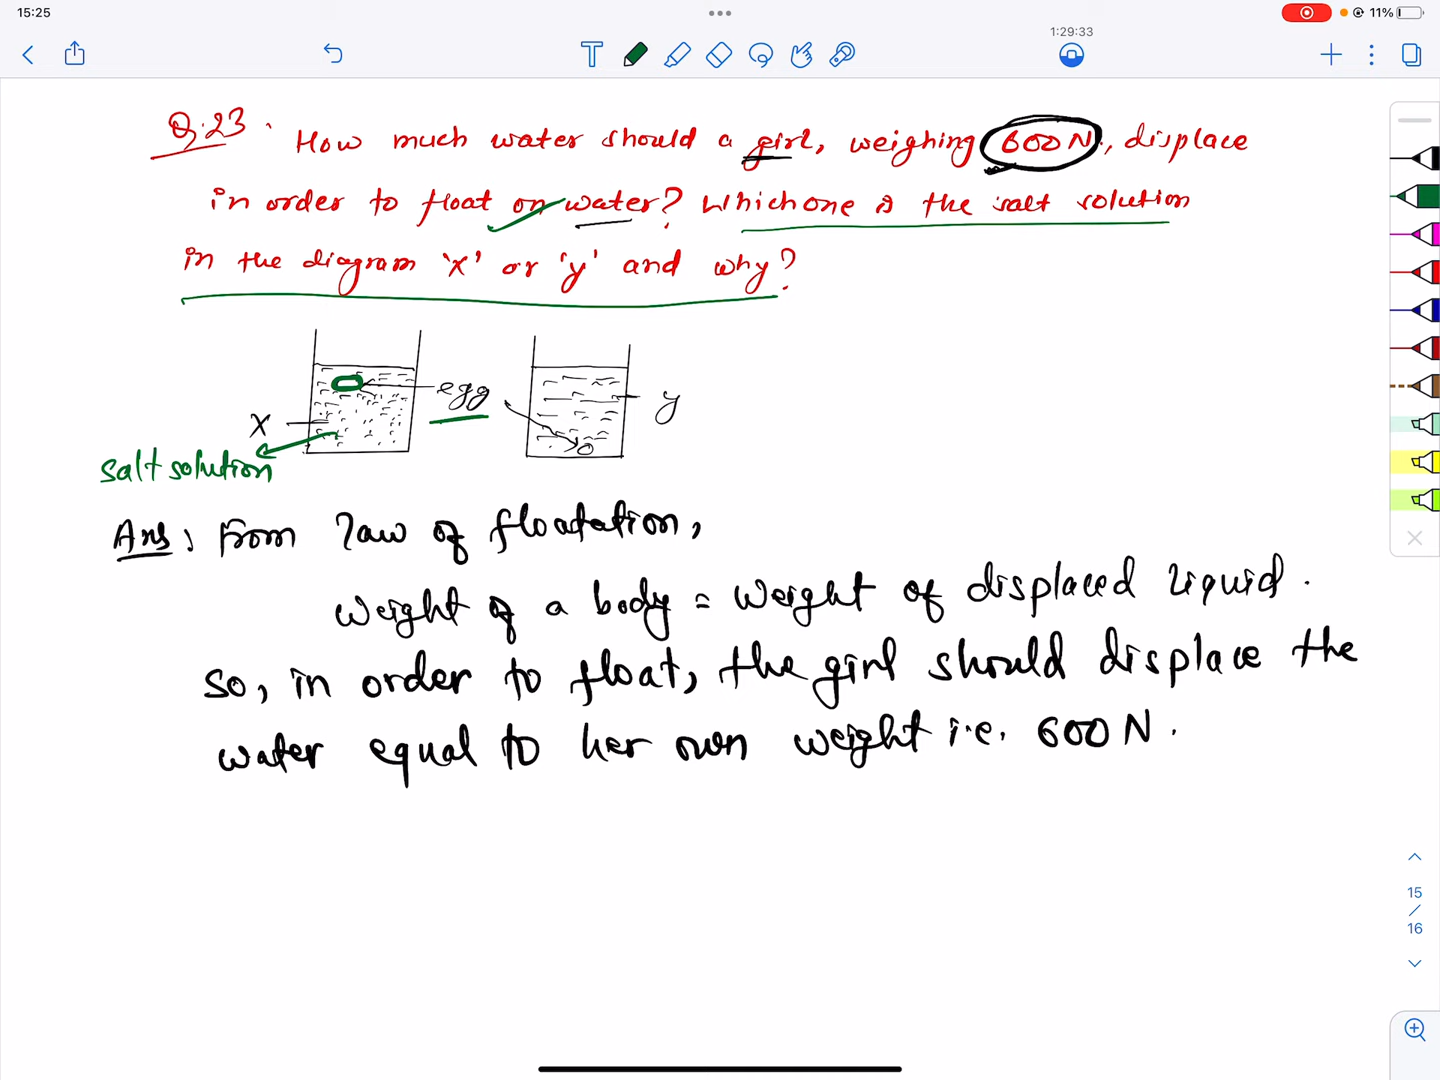 15:25
11%
1:29:33
Q.23. How much water should a girl, weighing 600 N, displace
in order to float on water? Which one is the salt solution
in the diagram 'x' or 'y' and why?
egg
X
y
salt solution
Ans: From law of floatation,
weight of a body = weight of displaced liquid.
so, in order to float, the girl should displace the
water equal to her own weight i.e. 600 N.
15
/
16